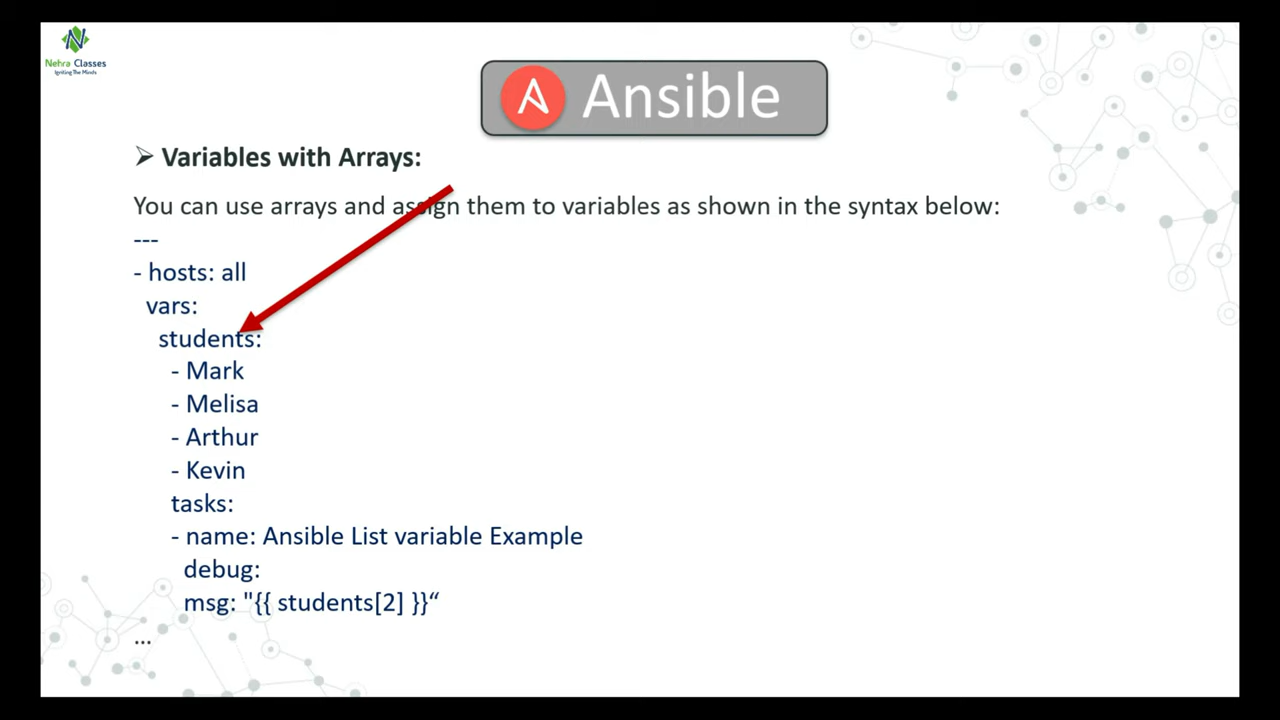 Nehra Classes
Igniting The Minds
Ansible
➢ Variables with Arrays:
You can use arrays and assign them to variables as shown in the syntax below:
---
- hosts: all
vars:
students:
- Mark
- Melisa
- Arthur
- Kevin
tasks:
- name: Ansible List variable Example
debug:
msg: "{{ students[2] }}“
...